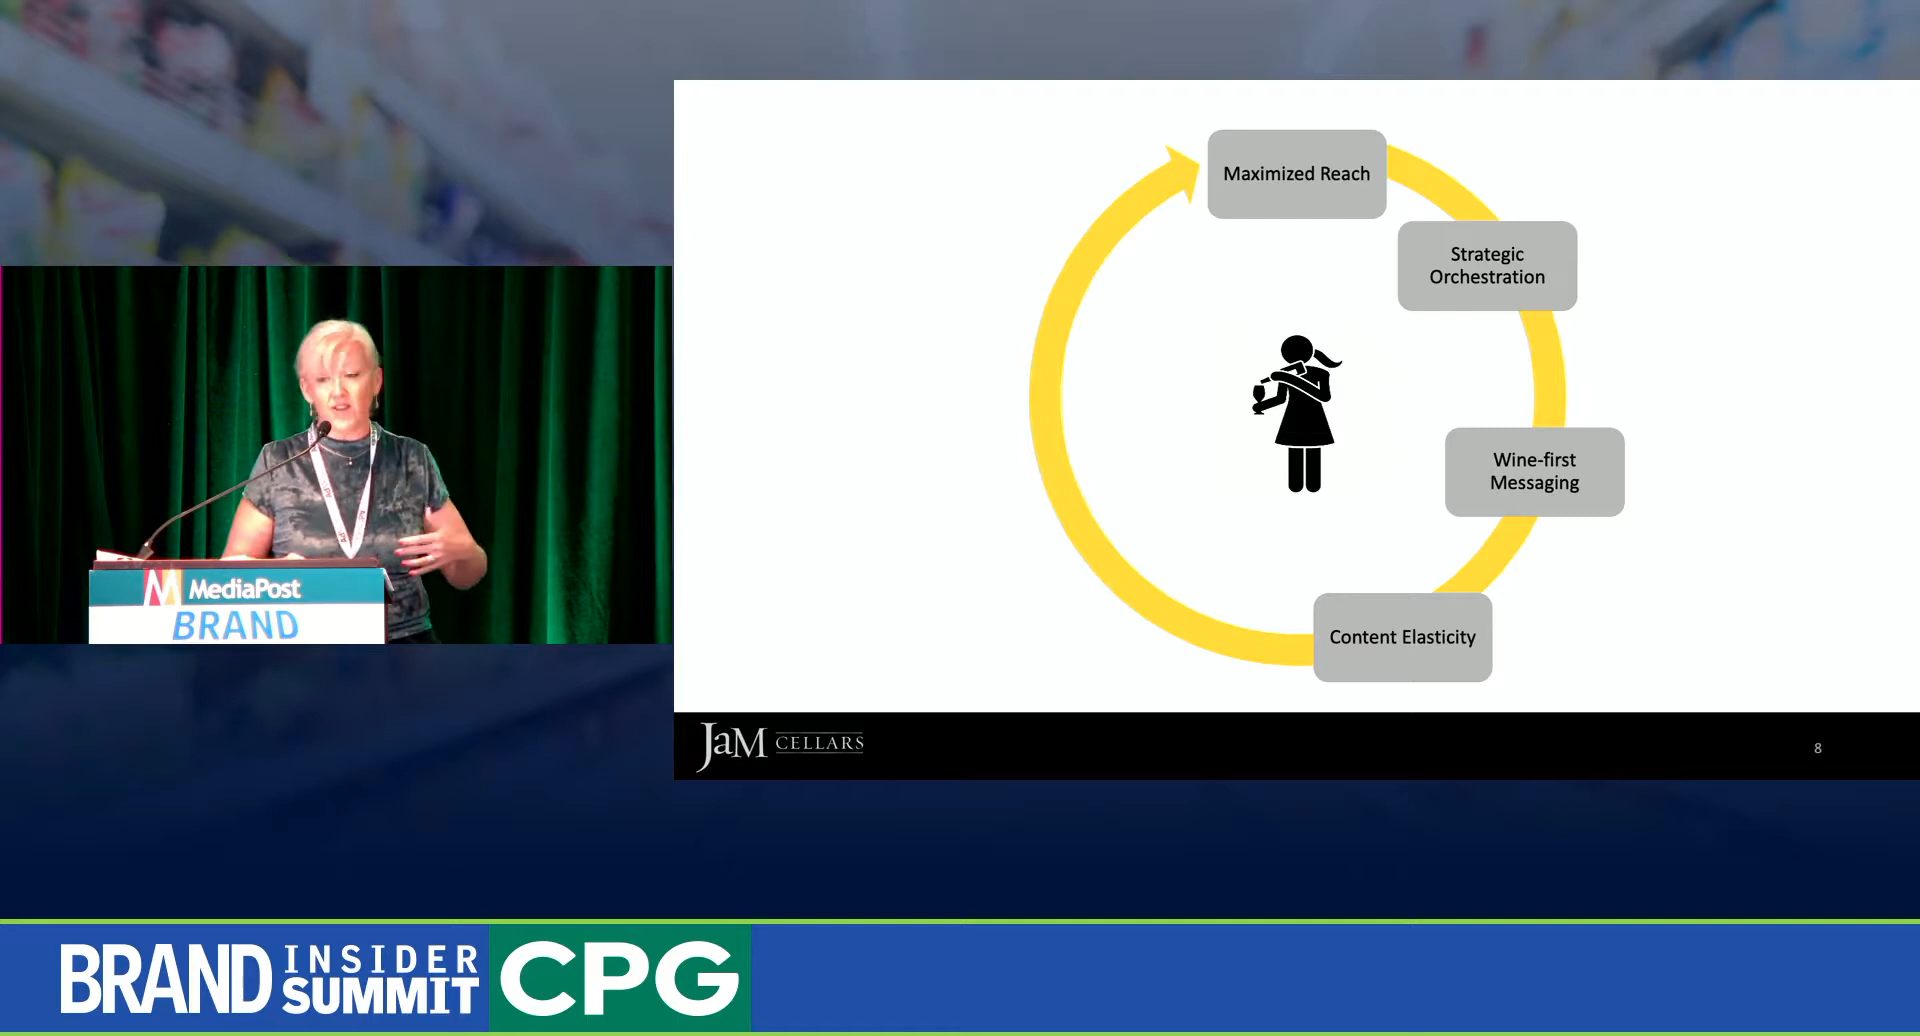 Maximized Reach
Strategic
Orchestration
Wine-first
Messaging
Content Elasticity
JaM CELLARS
8
MediaPost
BRAND
BRAND INSIDER SUMMIT CPG